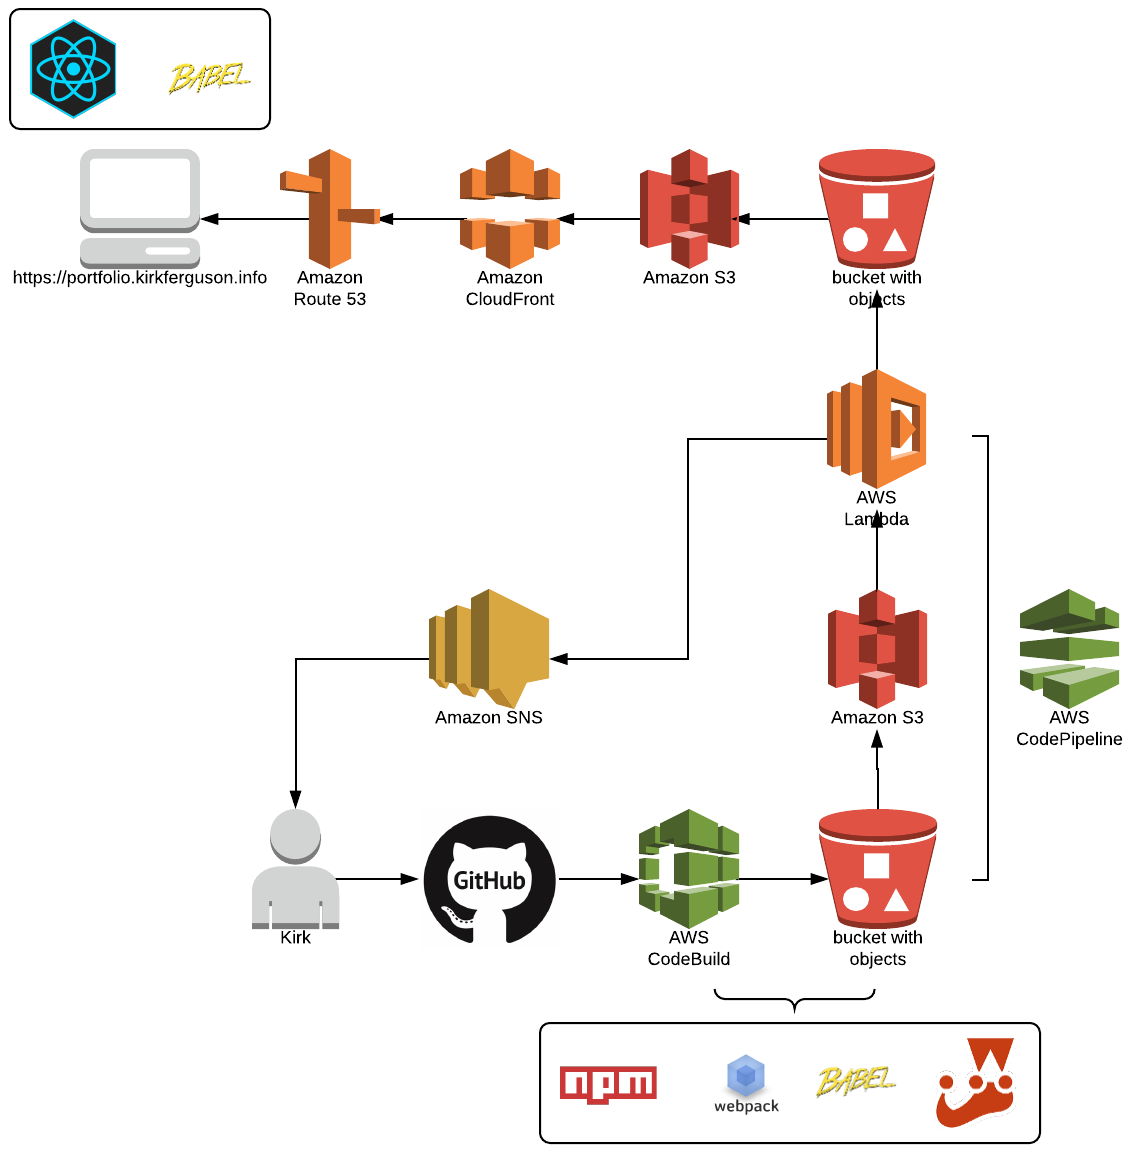 BABEL
https://portfolio.kirkferguson.info
Amazon
Route 53
Amazon
CloudFront
Amazon S3
bucket with
objects
AWS
Lambda
Amazon SNS
Amazon S3
AWS
CodePipeline
Kirk
GitHub
AWS
CodeBuild
bucket with
objects
npm
webpack
BABEL